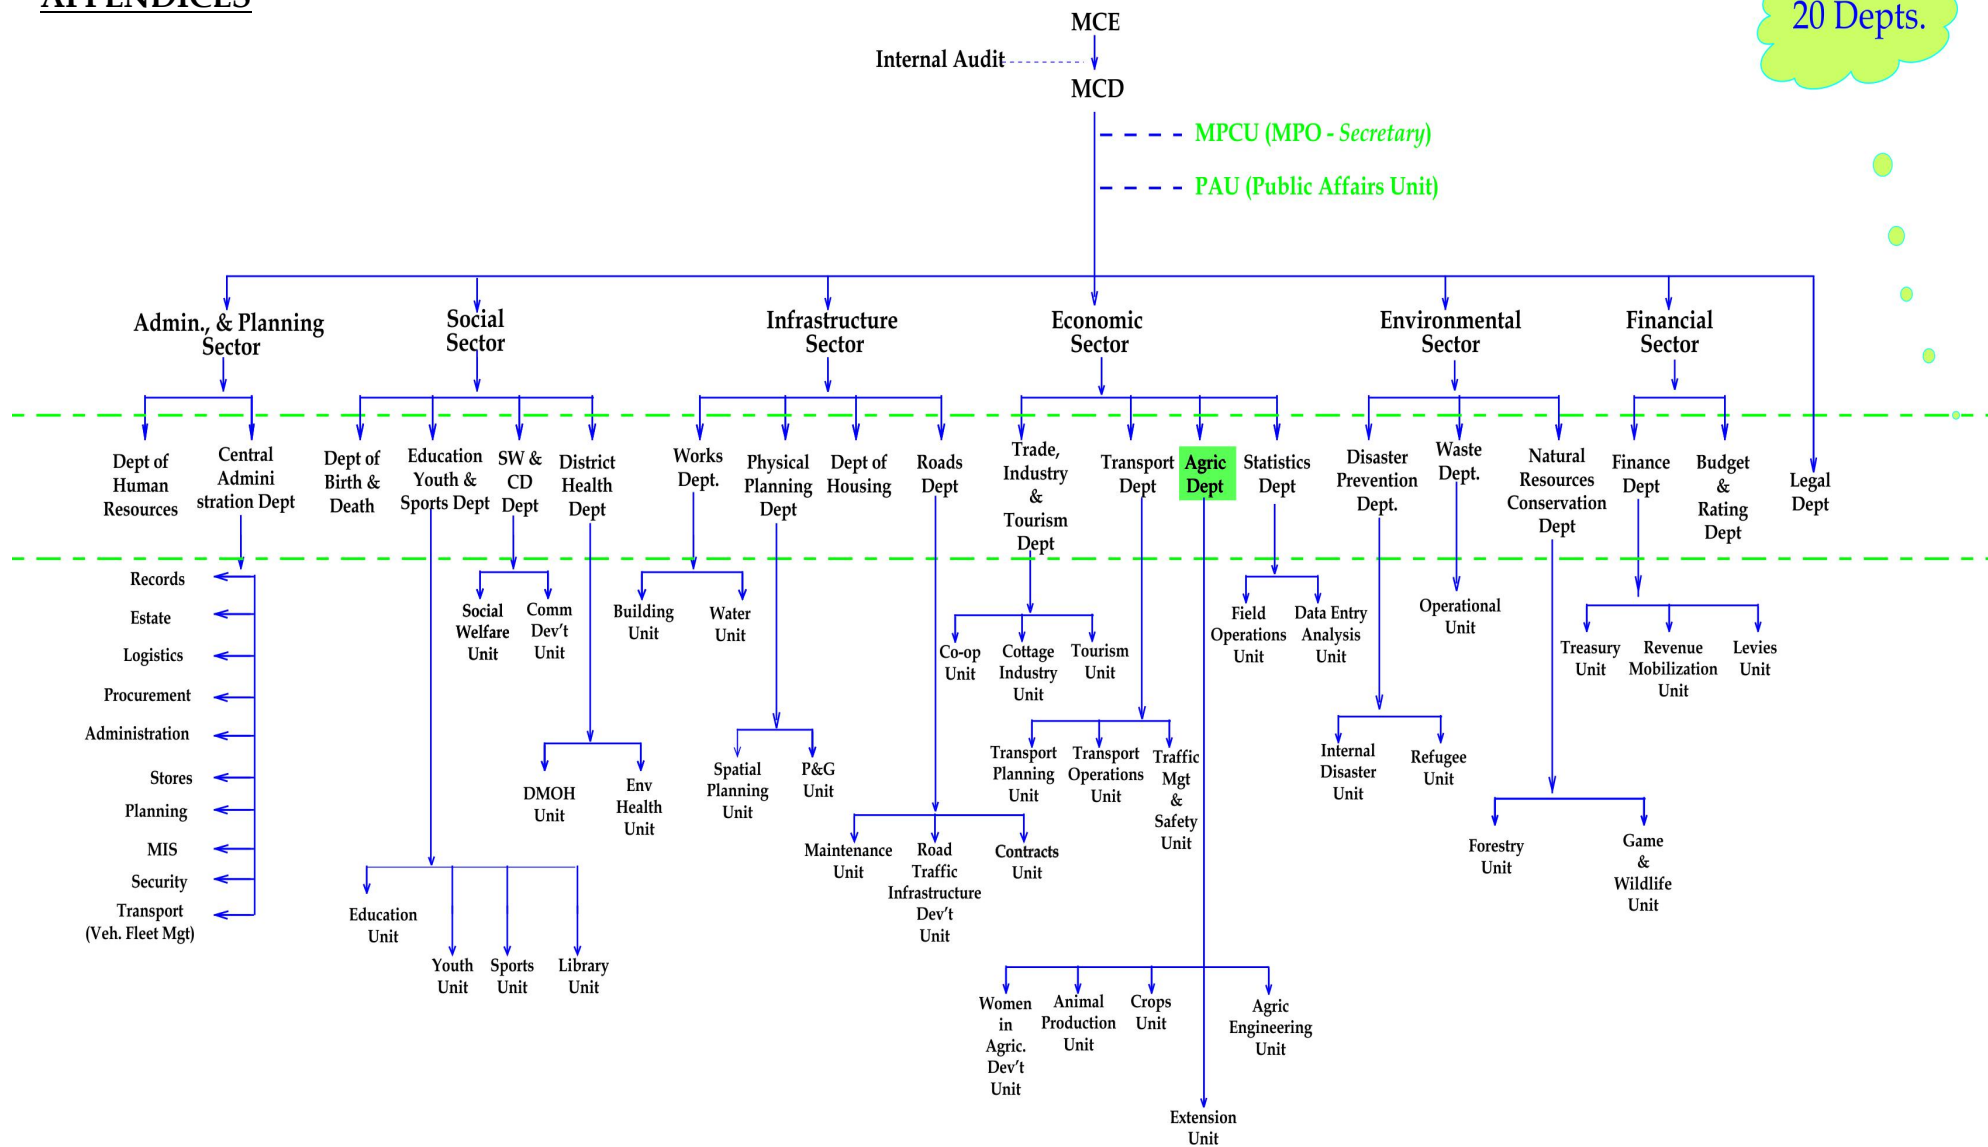 APPENDICES
20 Depts.
MCE
Internal Audit
MCD
MPCU (MPO - Secretary)
PAU (Public Affairs Unit)
Admin., & Planning
Sector
Social
Sector
Infrastructure
Sector
Economic
Sector
Environmental
Sector
Financial
Sector
Dept of
Human
Resources
Central
Admini
stration Dept
Dept of
Birth &
Death
Education
Youth &
Sports Dept
SW &
CD
Dept
District
Health
Dept
Works
Dept.
Physical
Planning
Dept
Dept of
Housing
Roads
Dept
Trade,
Industry
&
Tourism
Dept
Transport
Dept
Agric
Dept
Statistics
Dept
Disaster
Prevention
Dept.
Waste
Dept.
Natural
Resources
Conservation
Dept
Finance
Dept
Budget
&
Rating
Dept
Legal
Dept
Records
Estate
Logistics
Procurement
Administration
Stores
Planning
MIS
Security
Transport
(Veh. Fleet Mgt)
Social
Welfare
Unit
Comm
Dev't
Unit
Building
Unit
Water
Unit
Co-op
Unit
Cottage
Industry
Unit
Tourism
Unit
Field
Operations
Unit
Data Entry
Analysis
Unit
Operational
Unit
Treasury
Unit
Revenue
Mobilization
Unit
Levies
Unit
DMOH
Unit
Env
Health
Unit
Spatial
Planning
Unit
P&G
Unit
Transport
Planning
Unit
Transport
Operations
Unit
Traffic
Mgt
&
Safety
Unit
Internal
Disaster
Unit
Refugee
Unit
Maintenance
Unit
Road
Traffic
Infrastructure
Dev't
Unit
Contracts
Unit
Forestry
Unit
Game
&
Wildlife
Unit
Education
Unit
Youth
Unit
Sports
Unit
Library
Unit
Women
in
Agric.
Dev't
Unit
Animal
Production
Unit
Crops
Unit
Agric
Engineering
Unit
Extension
Unit